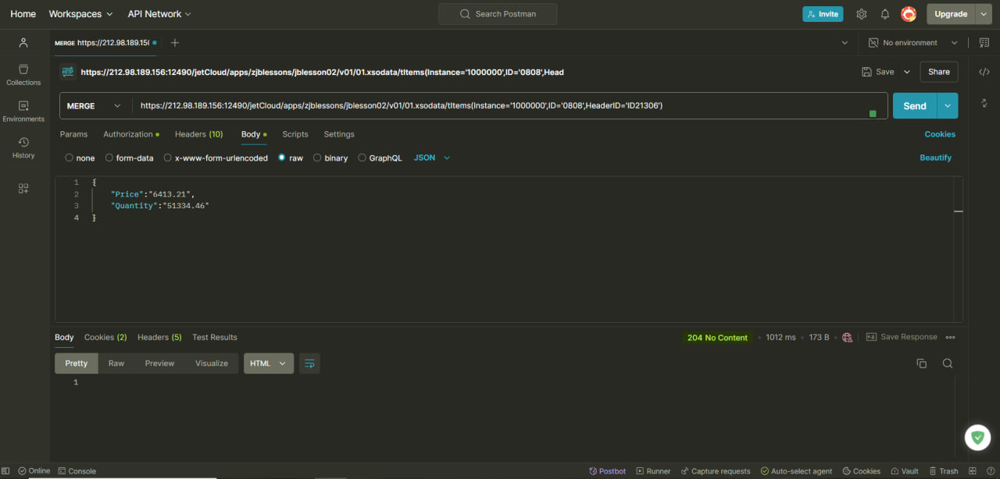 Home Workspaces API Network Search Postman Invite Upgrade
MERGE https://212.98.189.15( No environment
Collections
Environments
History
HTTP https://212.98.189.156:12490/jetCloud/apps/zjblessons/jblesson02/v01/01.xsodata/tItems(Instance='1000000',ID='0808',Head Save Share
MERGE https://212.98.189.156:12490/jetCloud/apps/zjblessons/jblesson02/v01/01.xsodata/tItems(Instance='1000000',ID='0808',HeaderID='ID21306') Send
Params Authorization Headers (10) Body Scripts Settings Cookies
none form-data x-www-form-urlencoded raw binary GraphQL JSON Beautify
1 {
2 "Price":"6413.21",
3 "Quantity":"51334.46"
4 }
Body Cookies (2) Headers (5) Test Results 204 No Content 1012 ms 173 B Save Response
Pretty Raw Preview Visualize HTML
1
Online Console Postbot Runner Capture requests Auto-select agent Cookies Vault Trash